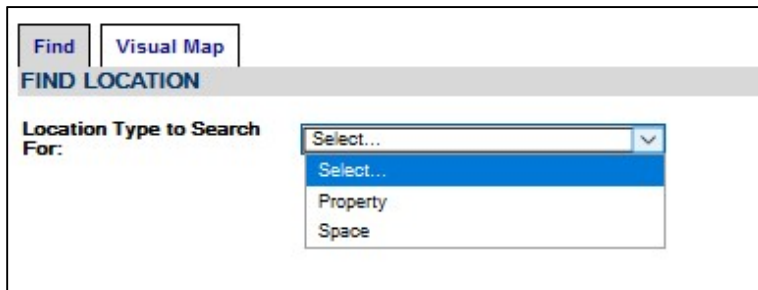 Find
Visual Map
FIND LOCATION
Location Type to Search
For:
Select...
Select...
Property
Space